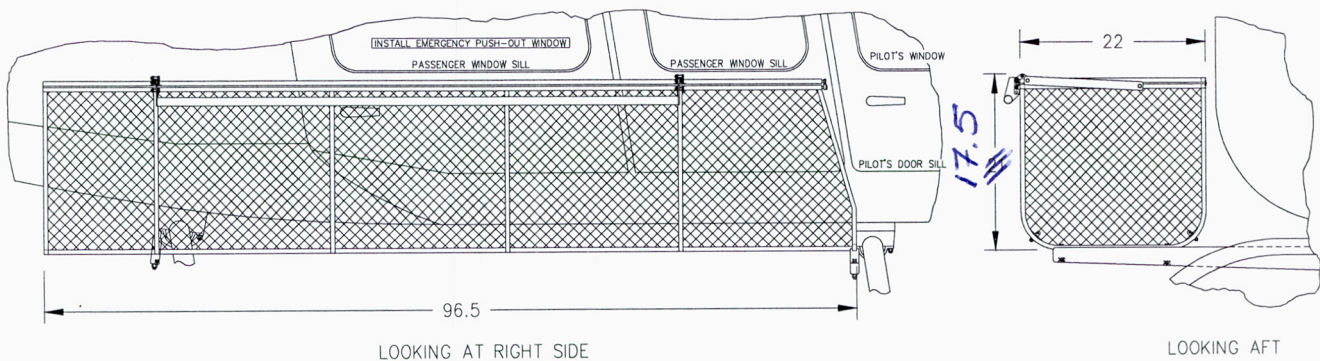 INSTALL EMERGENCY PUSH-OUT WINDOW
PASSENGER WINDOW SILL
PASSENGER WINDOW SILL
PILOT'S WINDOW
PILOT'S DOOR SILL
96.5
LOOKING AT RIGHT SIDE
22
17.5
LOOKING AFT